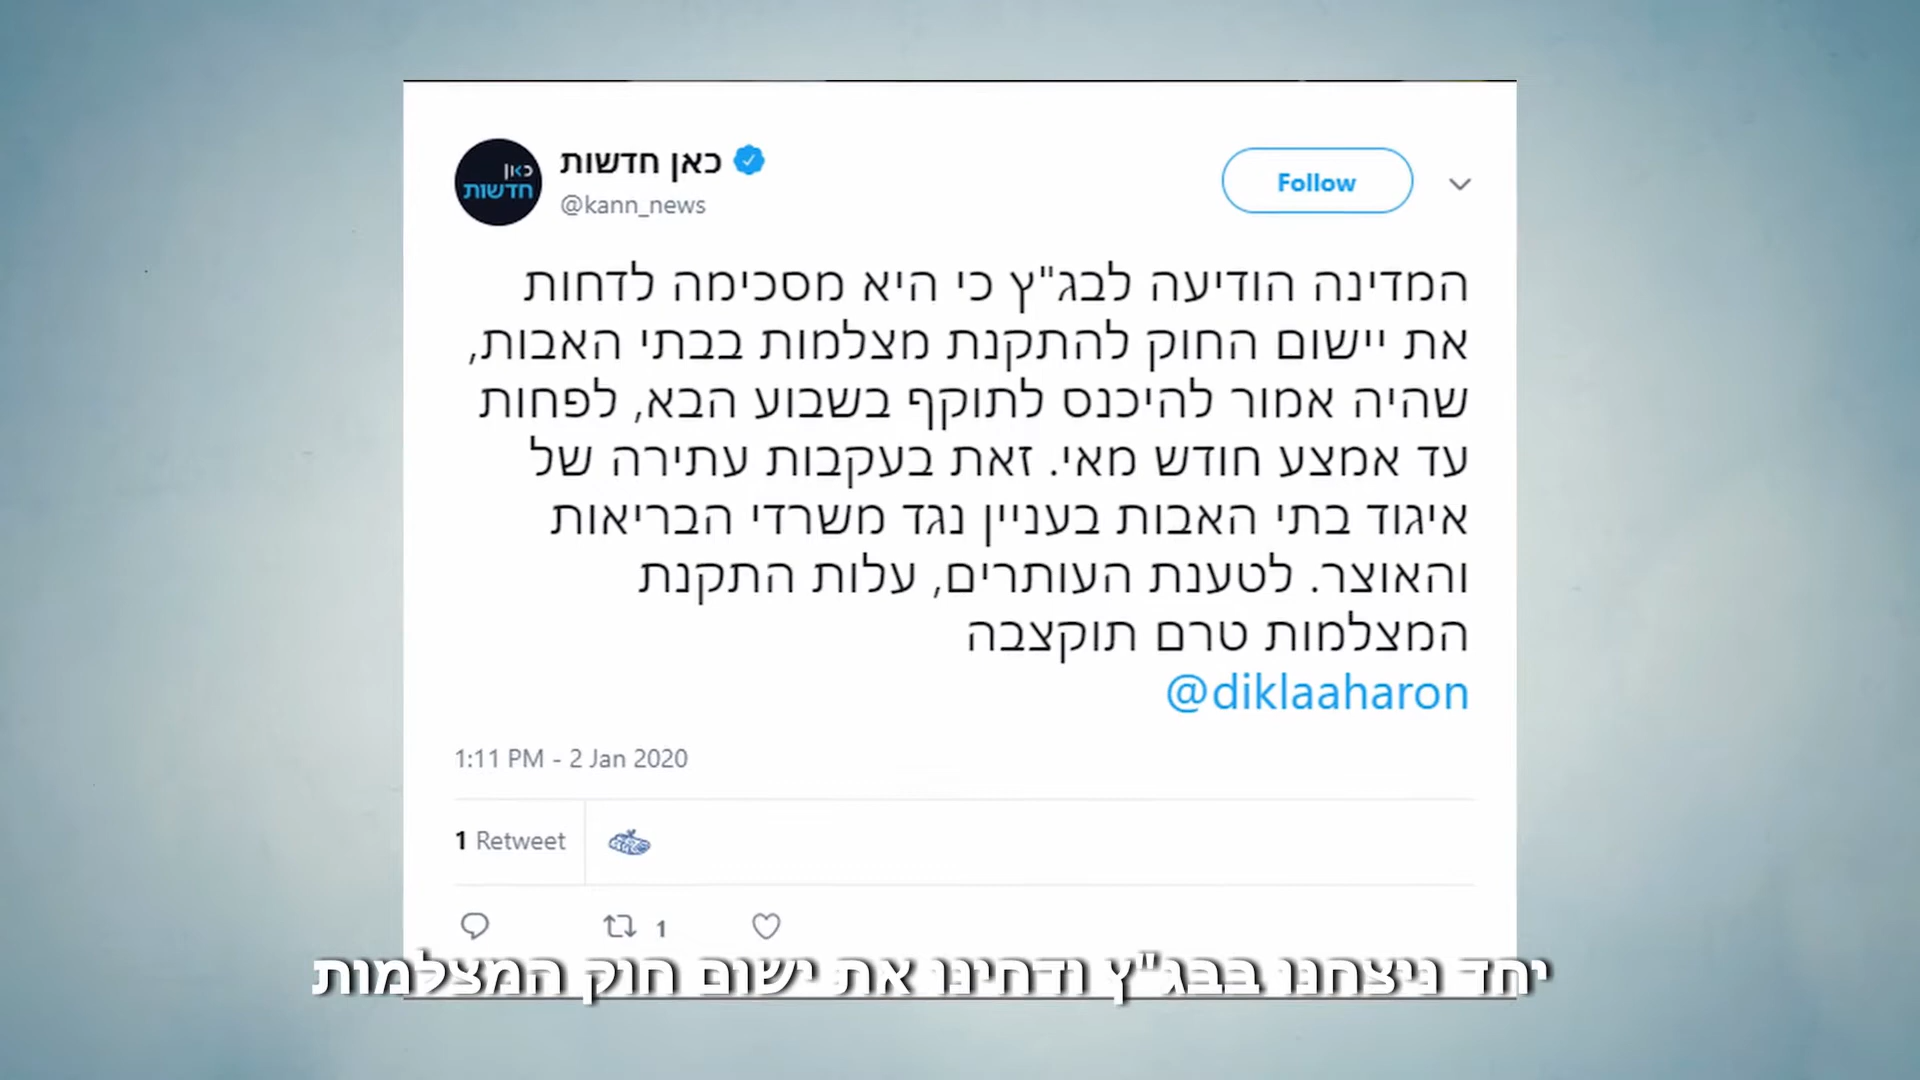 כאן חדשות
כאן
חדשות
@kann_news
Follow
המדינה הודיעה לבג"ץ כי היא מסכימה לדחות
את יישום החוק להתקנת מצלמות בבתי האבות,
שהיה אמור להיכנס לתוקף בשבוע הבא, לפחות
עד אמצע חודש מאי. זאת בעקבות עתירה של
איגוד בתי האבות בעניין נגד משרדי הבריאות
והאוצר. לטענת העותרים, עלות התקנת
המצלמות טרם תוקצבה
@diklaaharon
1:11 PM - 2 Jan 2020
1 Retweet
1
יחד ניצחנו בבג"ץ ודחינו את ישום חוק המצלמות